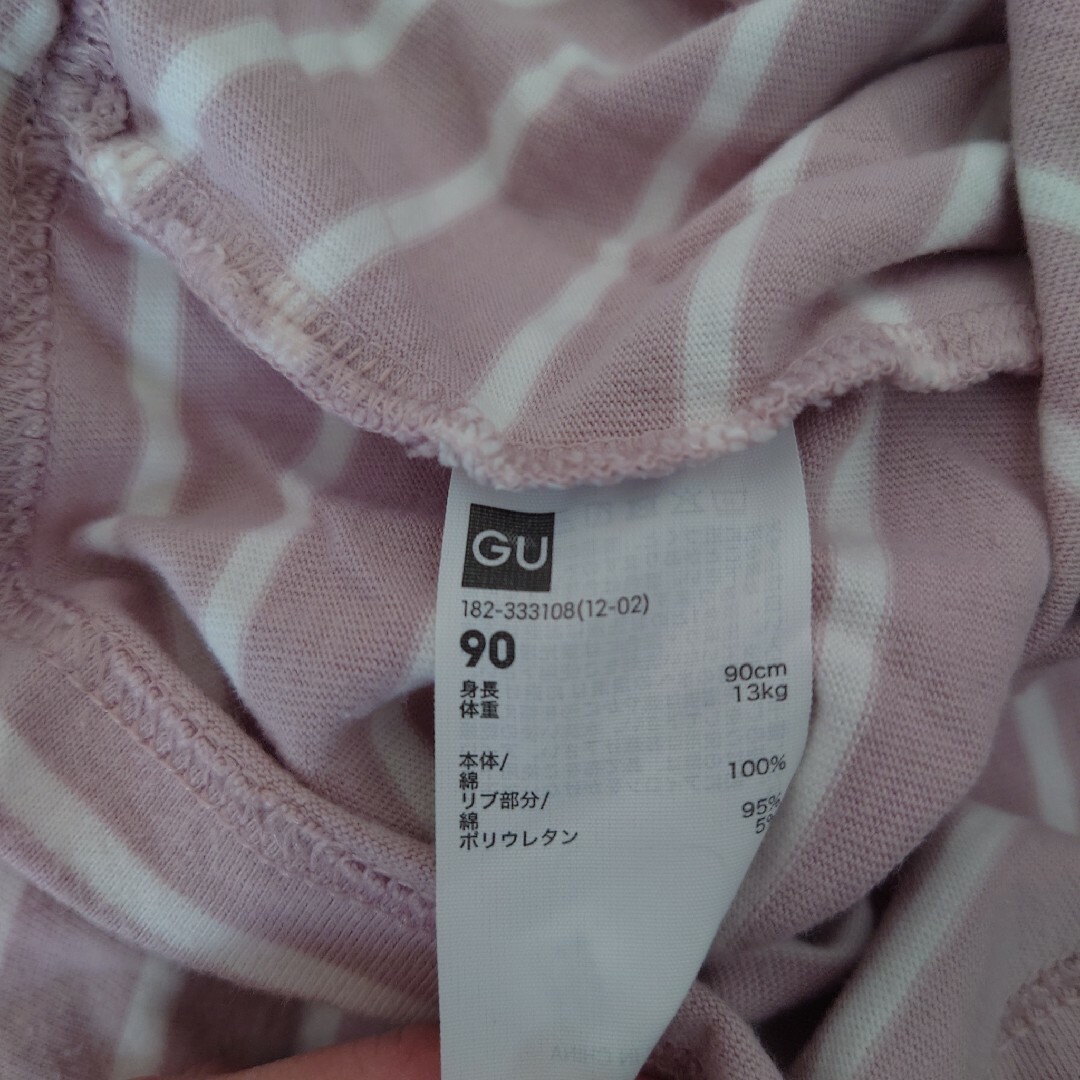 GU
182-333108(12-02)
90
身長 90cm
体重 13kg
本体/
綿 100%
リブ部分/
綿 95%
ポリウレタン 5%